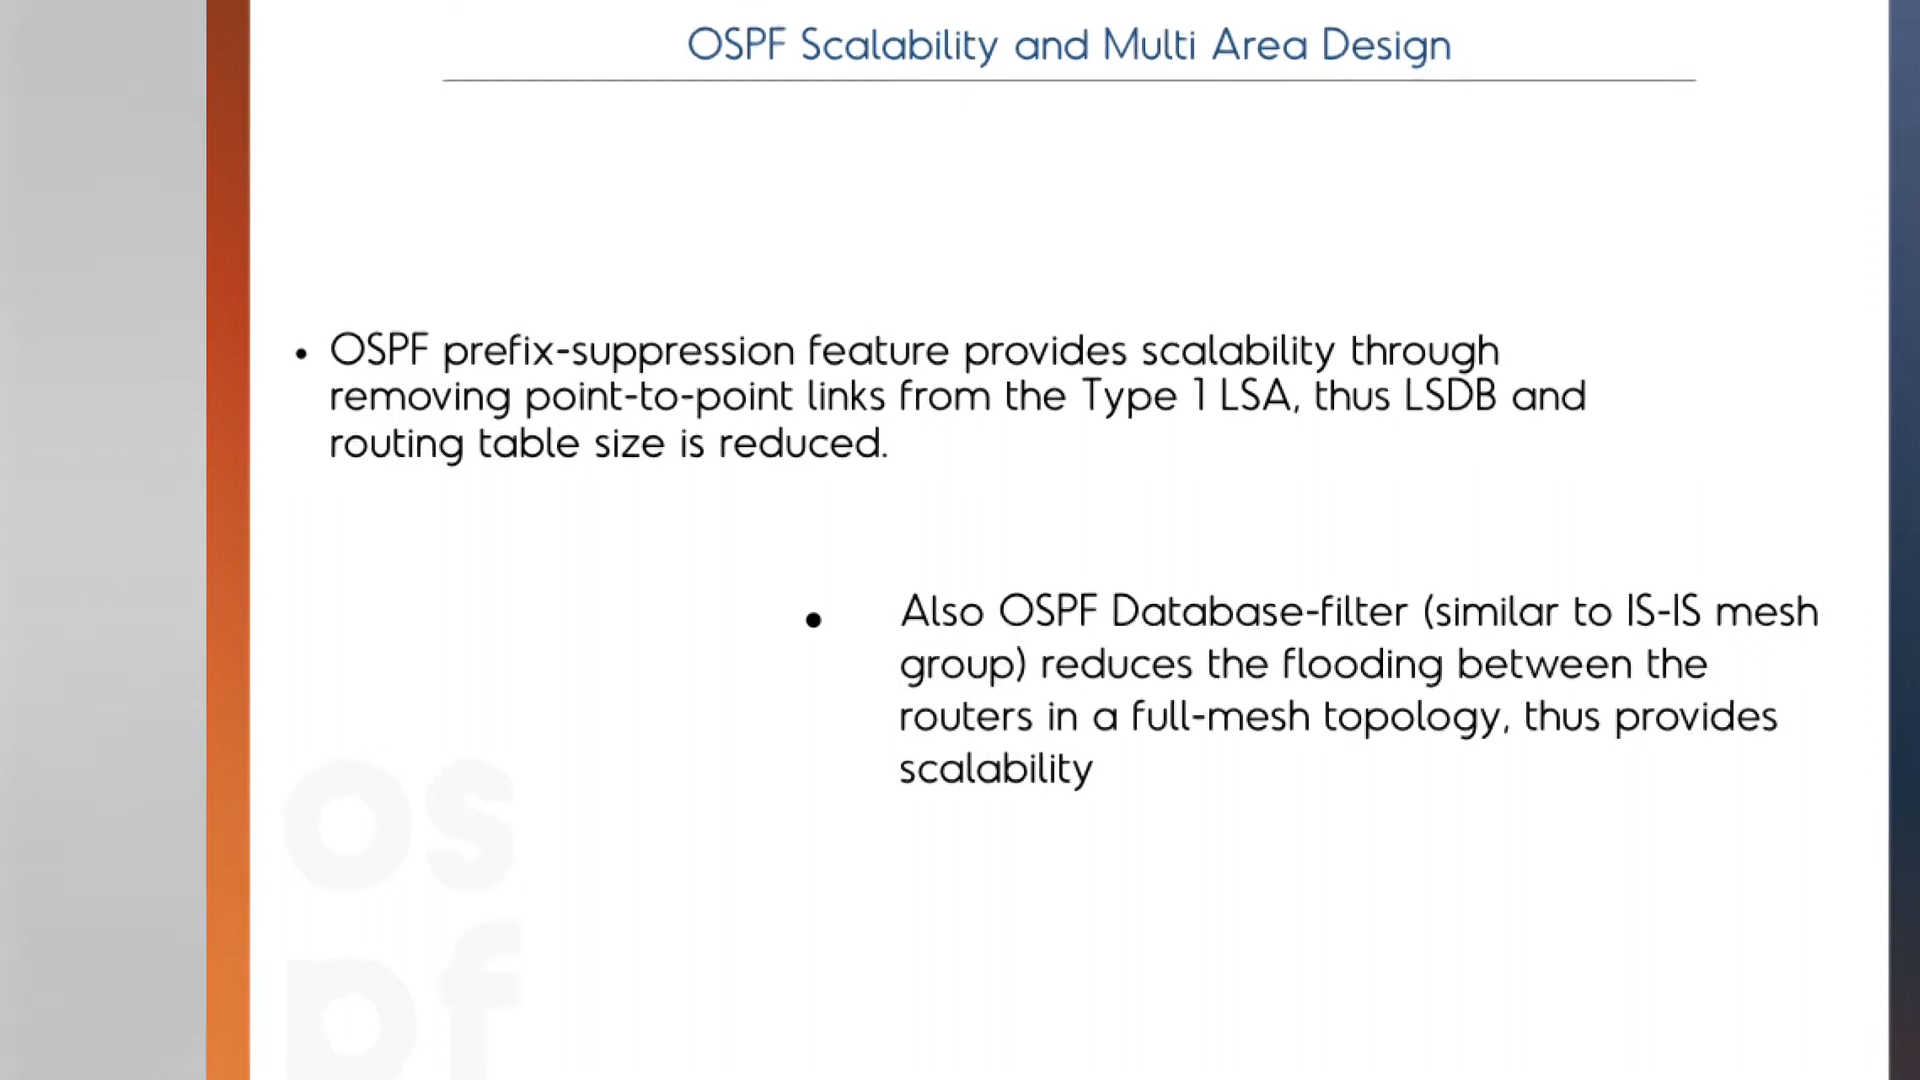 OSPF Scalability and Multi Area Design
• OSPF prefix-suppression feature provides scalability through
removing point-to-point links from the Type 1 LSA, thus LSDB and
routing table size is reduced.
• Also OSPF Database-filter (similar to IS-IS mesh
group) reduces the flooding between the
routers in a full-mesh topology, thus provides
scalability
os
pf